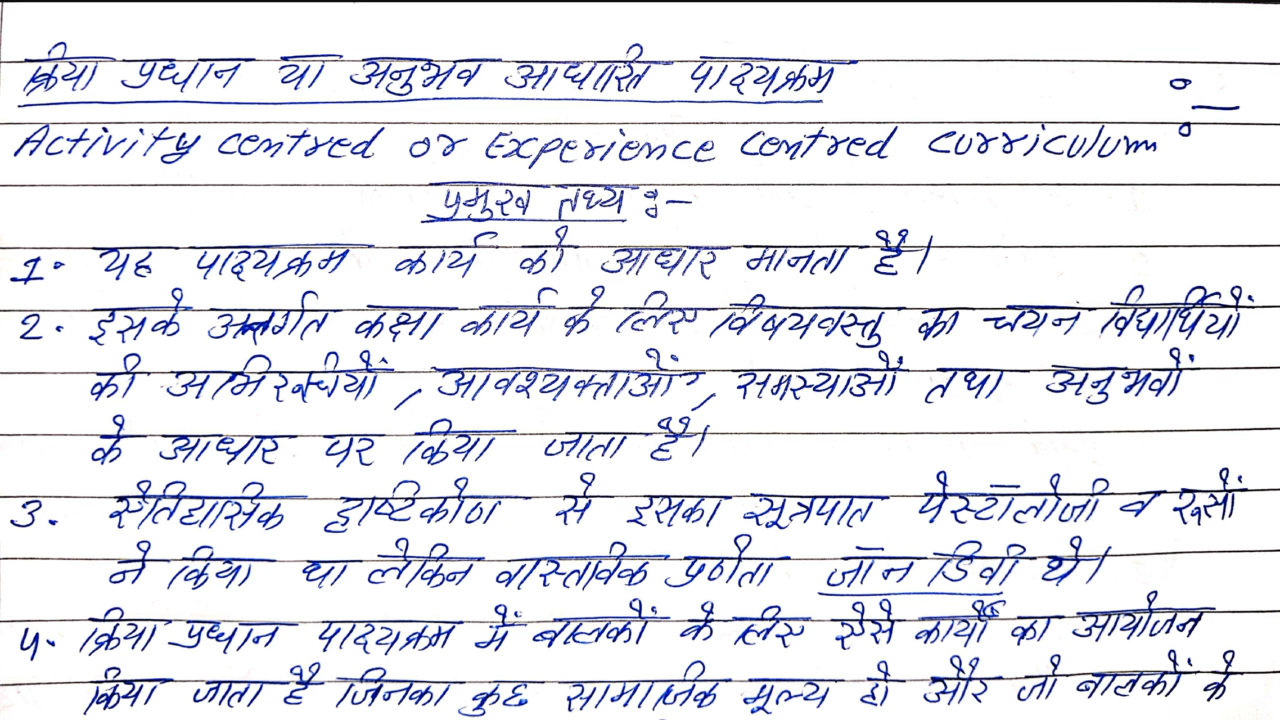 क्रिया प्रधान या अनुभव आधारित पाठ्यक्रम :-
Activity centred or Experience centred curriculum
प्रमुख तथ्य :-
1. यह पाठ्यक्रम कार्य को आधार मानता है।
2. इसके अन्तर्गत कक्षा कार्य के लिए विषयवस्तु का चयन विद्यार्थियों
की अभिरूचियों, आवश्यक्ताओं, समस्याओं तथा अनुभवों
के आधार पर किया जाता है।
3. ऐतिहासिक दृष्टिकोण से इसका सूत्रपात पेस्टॉलोजी व रूसों
ने किया था लेकिन वास्तविक प्रणेता जॉन डिवी थे।
4. क्रिया प्रधान पाठ्यक्रम में बालकों के लिए ऐसे कार्यों का आयोजन
किया जाता है जिनका कुछ सामाजिक मूल्य हो और जो बालकों के